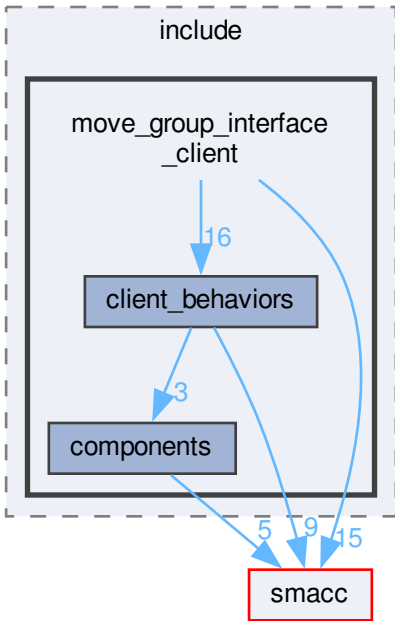 include
move_group_interface
_client
16
client_behaviors
3
components
5
9
15
smacc